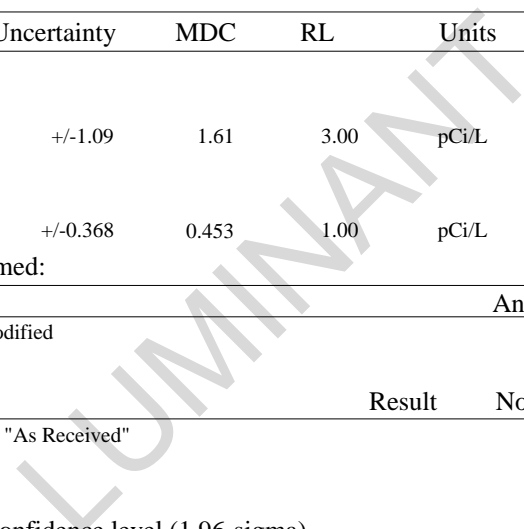 Uncertainty MDC RL Units
+/-1.09 1.61 3.00 pCi/L
+/-0.368 0.453 1.00 pCi/L
med:
An
odified
Result No
"As Received"
onfidence level (1.96-sigma)
LUMINANT